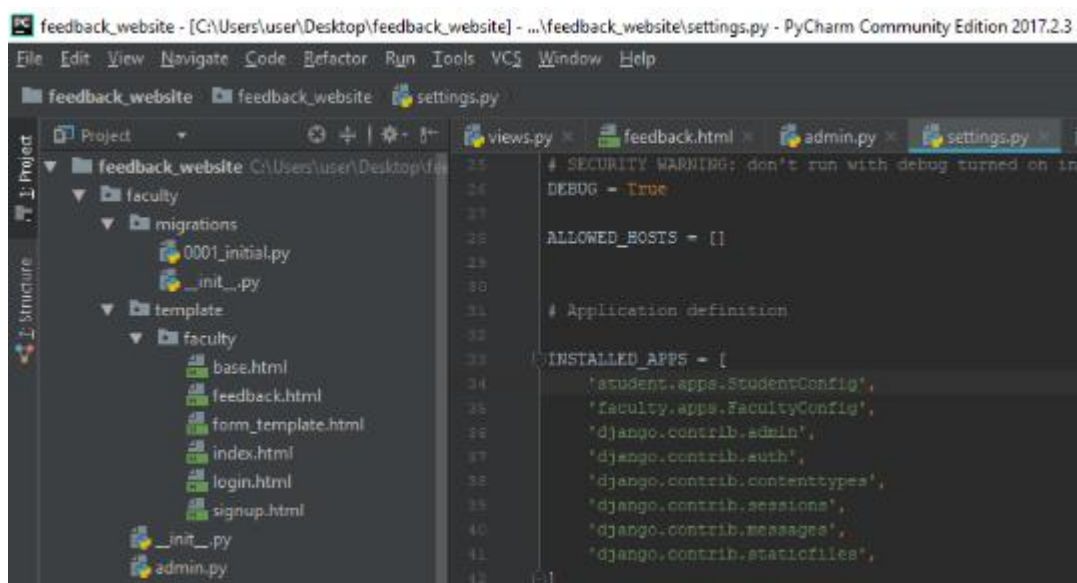 feedback_website - [C:\Users\user\Desktop\feedback_website] - ...\feedback_website\settings.py - PyCharm Community Edition 2017.2.3
File Edit View Navigate Code Refactor Run Tools VCS Window Help
feedback_website feedback_website settings.py
1: Project
Project
views.py feedback.html admin.py settings.py
feedback_website C:\Users\user\Desktop\fee
faculty
migrations
0001_initial.py
__init__.py
template
faculty
base.html
feedback.html
form_template.html
index.html
login.html
signup.html
__init__.py
admin.py
Structure
25 # SECURITY WARNING: don't run with debug turned on in
26 DEBUG = True
27
28 ALLOWED_HOSTS = []
29
30
31 # Application definition
32
33 INSTALLED_APPS = [
34 'student.apps.StudentConfig',
35 'faculty.apps.FacultyConfig',
36 'django.contrib.admin',
37 'django.contrib.auth',
38 'django.contrib.contenttypes',
39 'django.contrib.sessions',
40 'django.contrib.messages',
41 'django.contrib.staticfiles',
42 ]